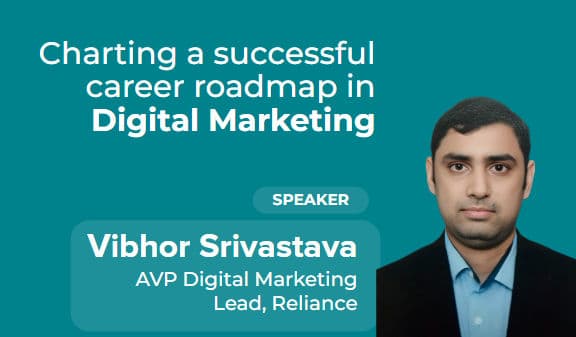 Charting a successful
career roadmap in
Digital Marketing
SPEAKER
Vibhor Srivastava
AVP Digital Marketing
Lead, Reliance